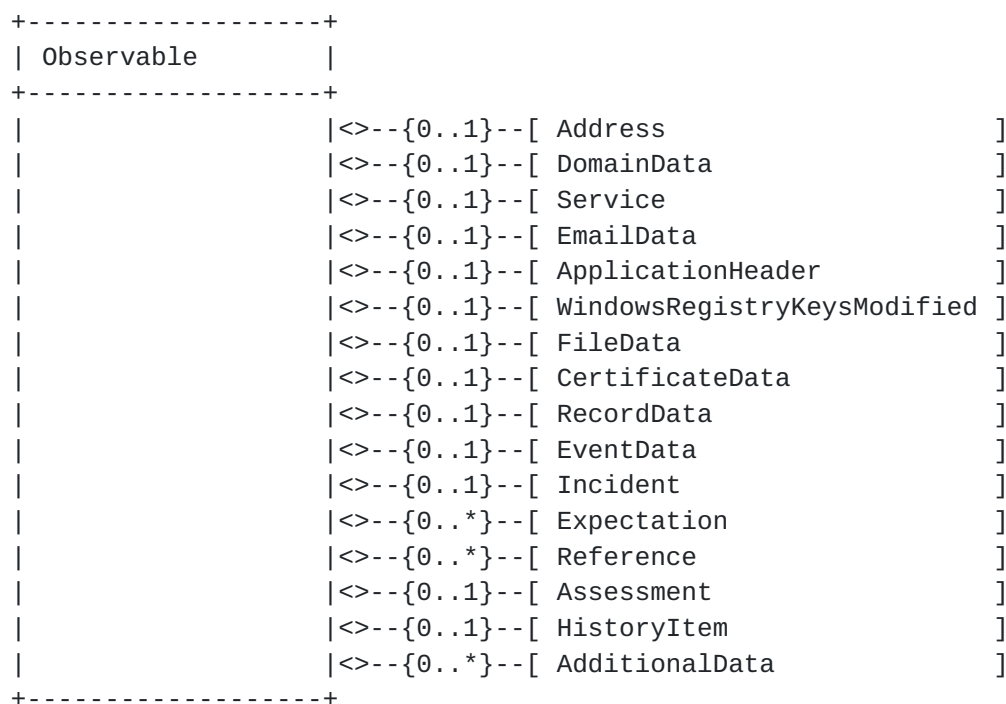 +-------------------+
| Observable        |
+-------------------+
|                   |<>--{0..1}--[ Address                    ]
|                   |<>--{0..1}--[ DomainData                 ]
|                   |<>--{0..1}--[ Service                    ]
|                   |<>--{0..1}--[ EmailData                  ]
|                   |<>--{0..1}--[ ApplicationHeader          ]
|                   |<>--{0..1}--[ WindowsRegistryKeysModified ]
|                   |<>--{0..1}--[ FileData                   ]
|                   |<>--{0..1}--[ CertificateData            ]
|                   |<>--{0..1}--[ RecordData                 ]
|                   |<>--{0..1}--[ EventData                  ]
|                   |<>--{0..1}--[ Incident                   ]
|                   |<>--{0..*}--[ Expectation                ]
|                   |<>--{0..*}--[ Reference                  ]
|                   |<>--{0..1}--[ Assessment                 ]
|                   |<>--{0..1}--[ HistoryItem                ]
|                   |<>--{0..*}--[ AdditionalData             ]
+-------------------+